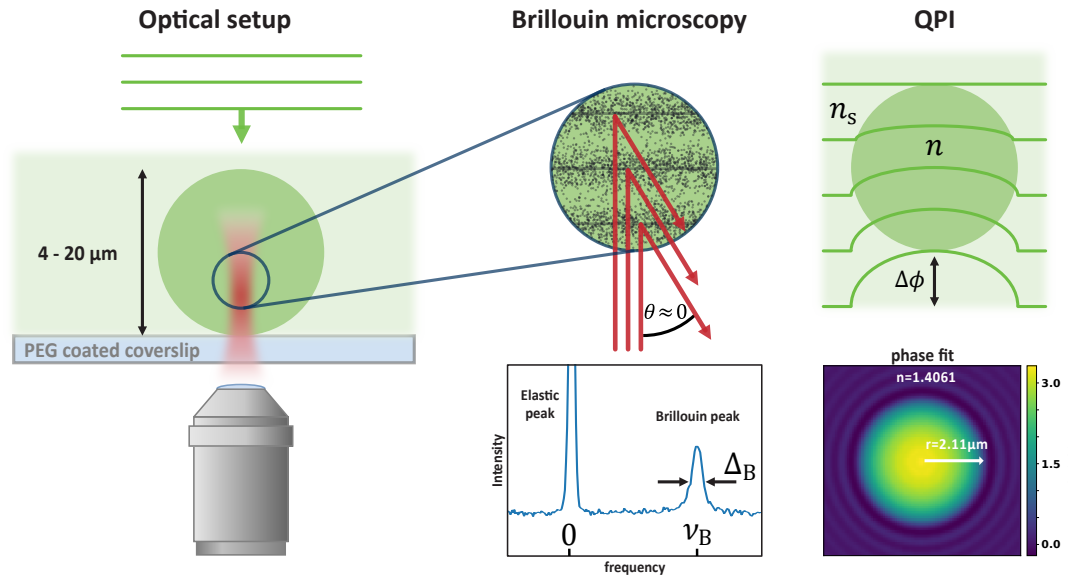 Optical setup
4 - 20 µm
PEG coated coverslip
Brillouin microscopy
θ ≈ 0
Elastic
peak
Brillouin peak
Δ_B
Intensity
0
ν_B
frequency
QPI
n_s
n
Δϕ
phase fit
n=1.4061
r=2.11µm
3.0
1.5
0.0